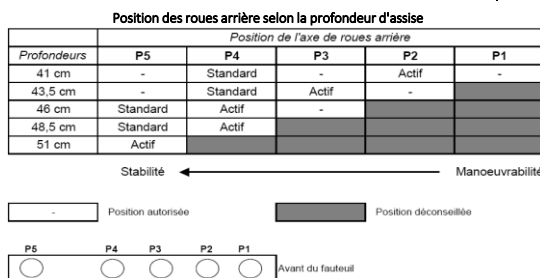 Position des roues arrière selon la profondeur d'assise
Position de l'axe de roues arrière
Profondeurs P5 P4 P3 P2 P1
41 cm - Standard - Actif -
43,5 cm - Standard Actif -
46 cm Standard Actif -
48,5 cm Standard Actif
51 cm Actif
Stabilité Manoeuvrabilité
- Position autorisée Position déconseillée
P5 P4 P3 P2 P1
Avant du fauteuil